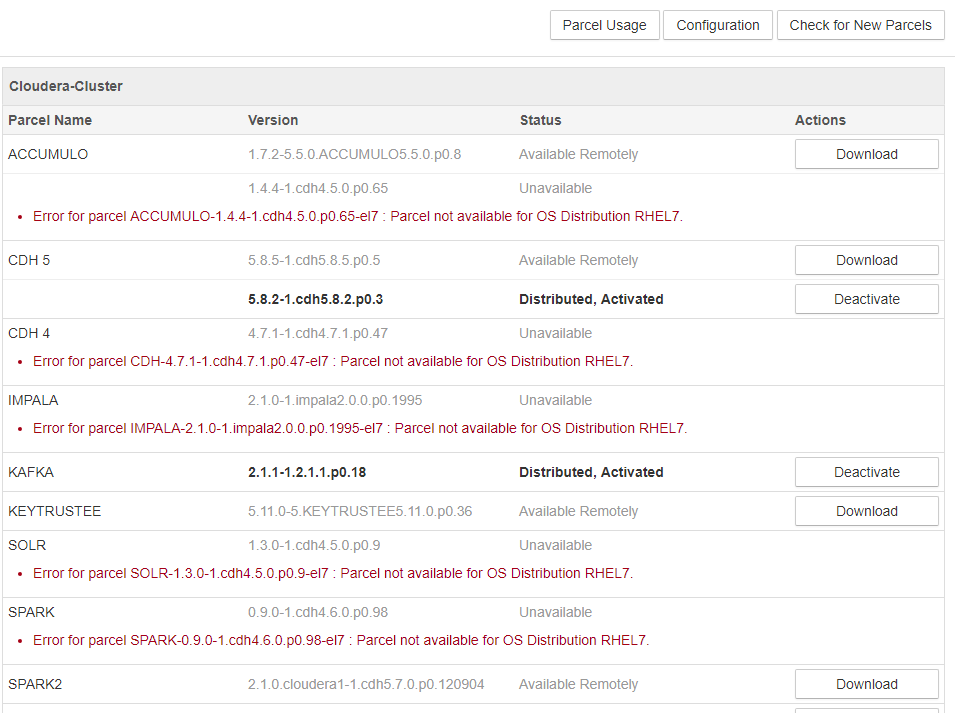 Parcel Usage Configuration Check for New Parcels
Cloudera-Cluster
Parcel Name Version Status Actions
ACCUMULO 1.7.2-5.5.0.ACCUMULO5.5.0.p0.8 Available Remotely Download
1.4.4-1.cdh4.5.0.p0.65 Unavailable
• Error for parcel ACCUMULO-1.4.4-1.cdh4.5.0.p0.65-el7 : Parcel not available for OS Distribution RHEL7.
CDH 5 5.8.5-1.cdh5.8.5.p0.5 Available Remotely Download
5.8.2-1.cdh5.8.2.p0.3 Distributed, Activated Deactivate
CDH 4 4.7.1-1.cdh4.7.1.p0.47 Unavailable
• Error for parcel CDH-4.7.1-1.cdh4.7.1.p0.47-el7 : Parcel not available for OS Distribution RHEL7.
IMPALA 2.1.0-1.impala2.0.0.p0.1995 Unavailable
• Error for parcel IMPALA-2.1.0-1.impala2.0.0.p0.1995-el7 : Parcel not available for OS Distribution RHEL7.
KAFKA 2.1.1-1.2.1.1.p0.18 Distributed, Activated Deactivate
KEYTRUSTEE 5.11.0-5.KEYTRUSTEE5.11.0.p0.36 Available Remotely Download
SOLR 1.3.0-1.cdh4.5.0.p0.9 Unavailable
• Error for parcel SOLR-1.3.0-1.cdh4.5.0.p0.9-el7 : Parcel not available for OS Distribution RHEL7.
SPARK 0.9.0-1.cdh4.6.0.p0.98 Unavailable
• Error for parcel SPARK-0.9.0-1.cdh4.6.0.p0.98-el7 : Parcel not available for OS Distribution RHEL7.
SPARK2 2.1.0.cloudera1-1.cdh5.7.0.p0.120904 Available Remotely Download